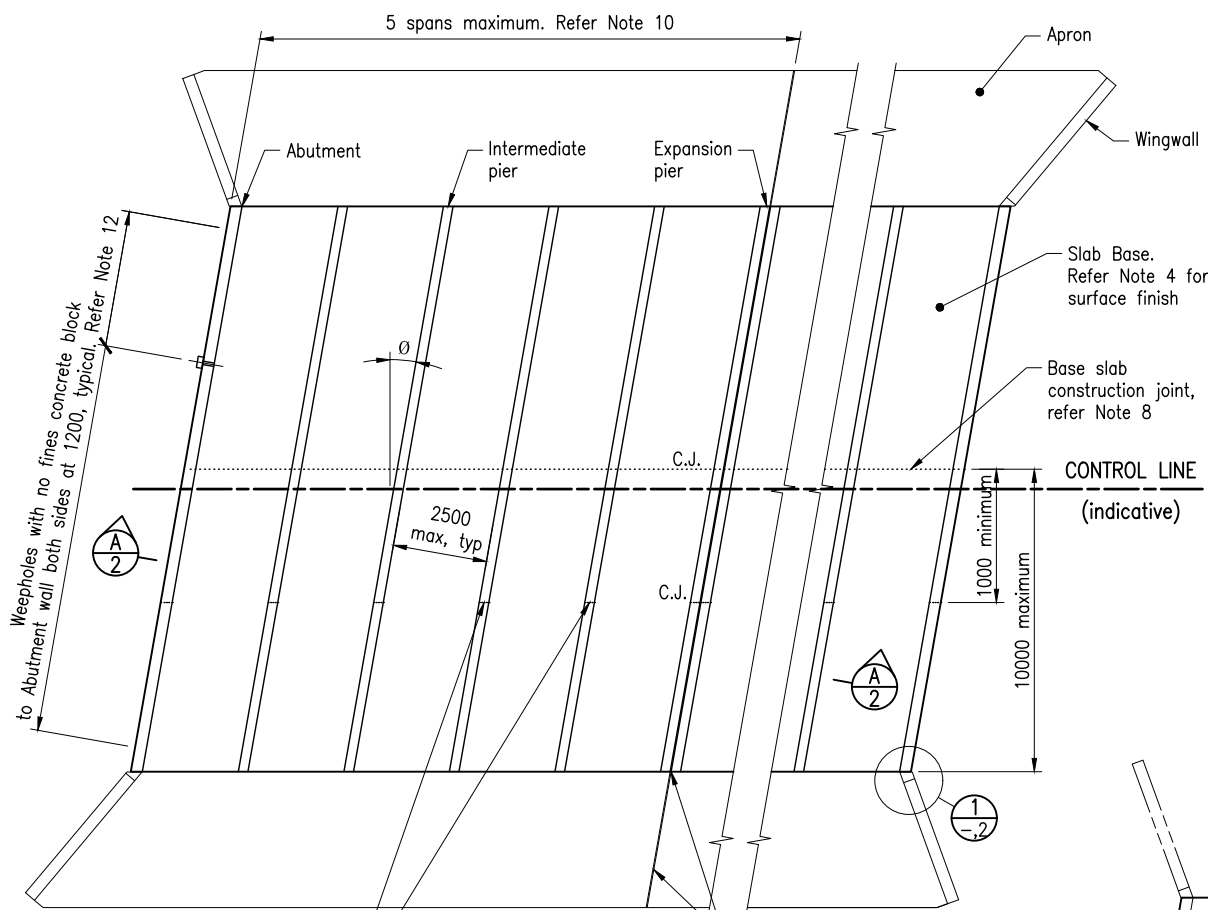 5 spans maximum. Refer Note 10
Apron
Wingwall
Abutment
Intermediate
pier
Expansion
pier
Weepholes with no fines concrete block
to Abutment wall both sides at 1200, typical. Refer Note 12
Slab Base.
Refer Note 4 for
surface finish
Ø
Base slab
construction joint,
refer Note 8
C.J.
CONTROL LINE
(indicative)
2500
max, typ
A
2
1000 minimum
10000 maximum
C.J.
A
2
1
-,2